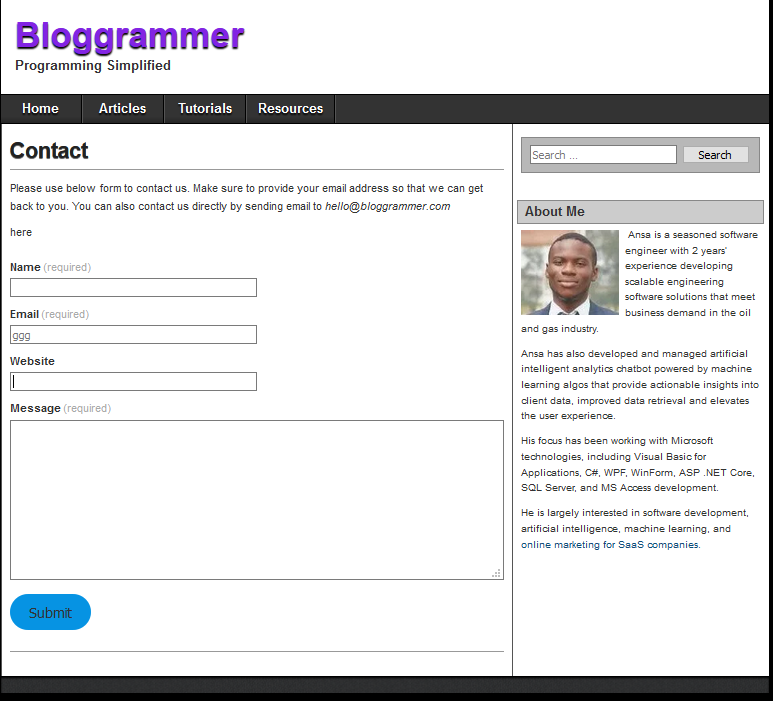 Bloggrammer
Programming Simplified
Home Articles Tutorials Resources
Contact
Please use below form to contact us. Make sure to provide your email address so that we can get
back to you. You can also contact us directly by sending email to hello@bloggrammer.com
here
Name (required)
Email (required)
ggg
Website
Message (required)
Submit
Search ... Search
About Me
Ansa is a seasoned software
engineer with 2 years'
experience developing
scalable engineering
software solutions that meet
business demand in the oil
and gas industry.
Ansa has also developed and managed artificial
intelligent analytics chatbot powered by machine
learning algos that provide actionable insights into
client data, improved data retrieval and elevates
the user experience.
His focus has been working with Microsoft
technologies, including Visual Basic for
Applications, C#, WPF, WinForm, ASP .NET Core,
SQL Server, and MS Access development.
He is largely interested in software development,
artificial intelligence, machine learning, and
online marketing for SaaS companies.